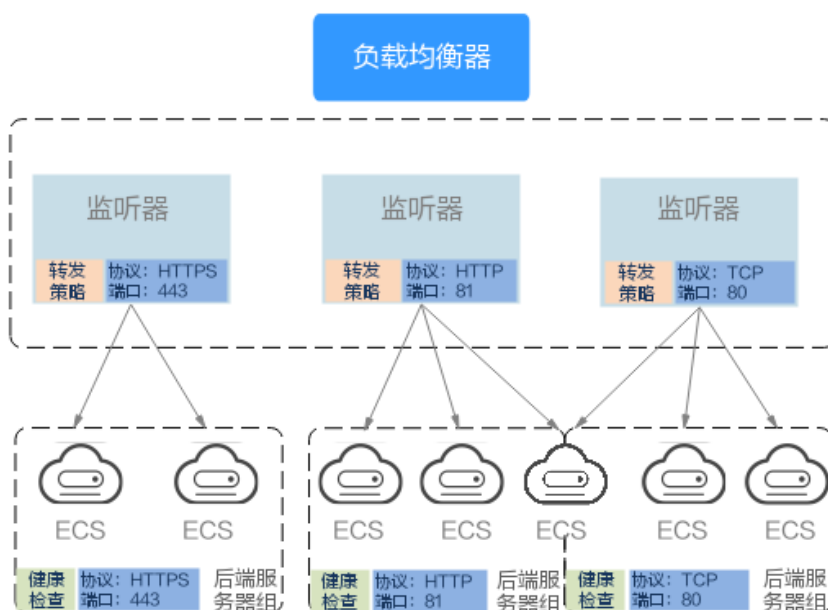 负载均衡器
监听器
转发
策略
协议：HTTPS
端口：443
监听器
转发
策略
协议：HTTP
端口：81
监听器
转发
策略
协议：TCP
端口：80
ECS
ECS
ECS
ECS
ECS
ECS
ECS
健康
检查
协议：HTTPS
端口：443
后端服
务器组
健康
检查
协议：HTTP
端口：81
后端服
务器组
健康
检查
协议：TCP
端口：80
后端服
务器组